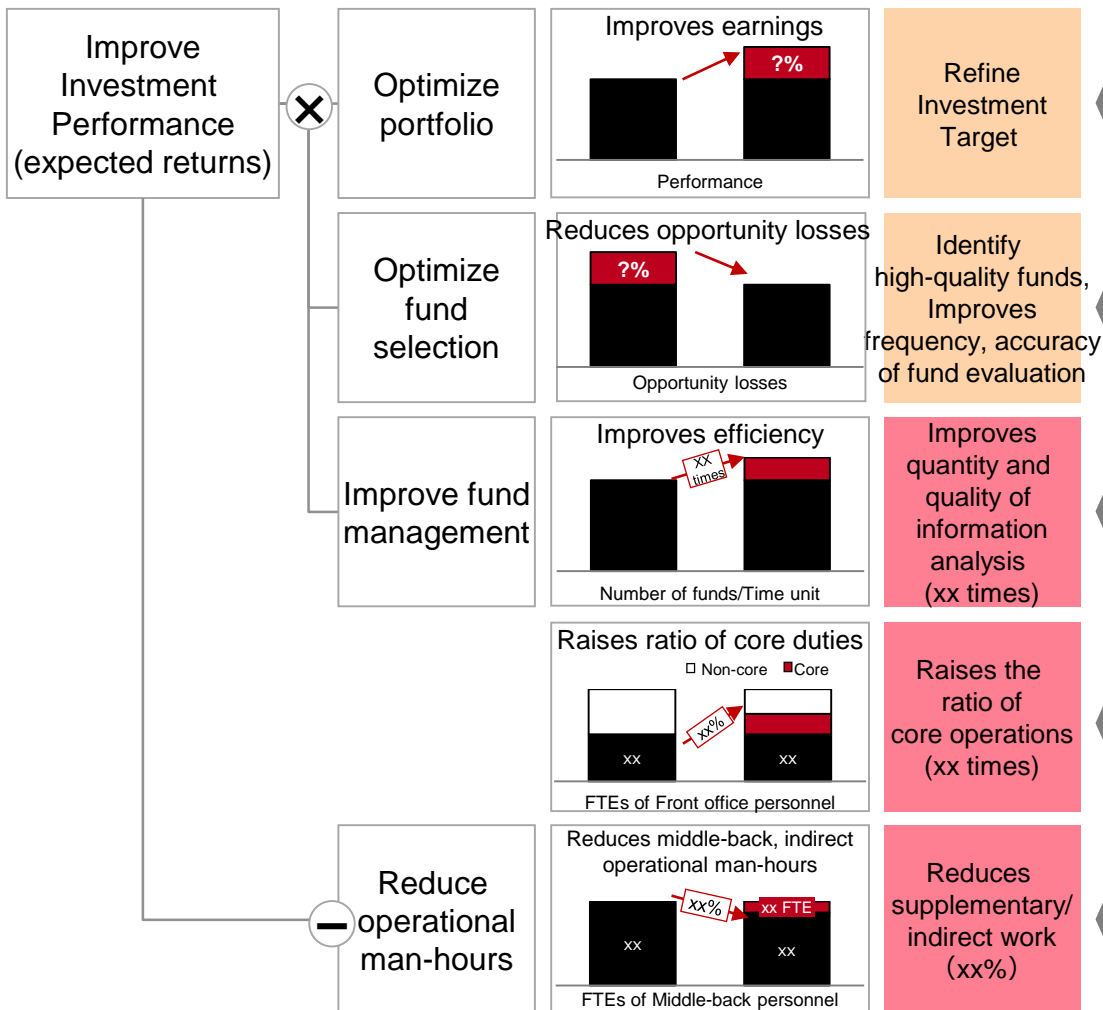 Improve
Investment
Performance
(expected returns)
×
Optimize
portfolio
Improves earnings
?%
Performance
Refine
Investment
Target
Optimize
fund
selection
Reduces opportunity losses
?%
Opportunity losses
Identify
high-quality funds,
Improves
frequency, accuracy
of fund evaluation
Improve fund
management
Improves efficiency
XX
times
Number of funds/Time unit
Improves
quantity and
quality of
information
analysis
(xx times)
Raises ratio of core duties
Non-core
Core
xx%
xx
xx
FTEs of Front office personnel
Raises the
ratio of
core operations
(xx times)
−
Reduce
operational
man-hours
Reduces middle-back, indirect
operational man-hours
xx%
xx FTE
xx
xx
FTEs of Middle-back personnel
Reduces
supplementary/
indirect work
（xx%）